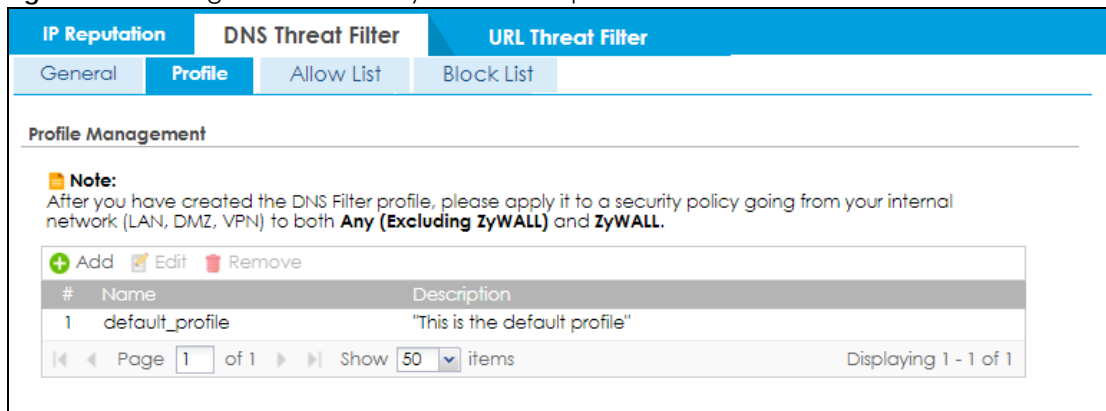 IP Reputation DNS Threat Filter URL Threat Filter
General Profile Allow List Block List
Profile Management
Note:
After you have created the DNS Filter profile, please apply it to a security policy going from your internal
network (LAN, DMZ, VPN) to both Any (Excluding ZyWALL) and ZyWALL.
Add Edit Remove
# Name Description
1 default_profile "This is the default profile"
Page 1 of 1 Show 50 items Displaying 1 - 1 of 1